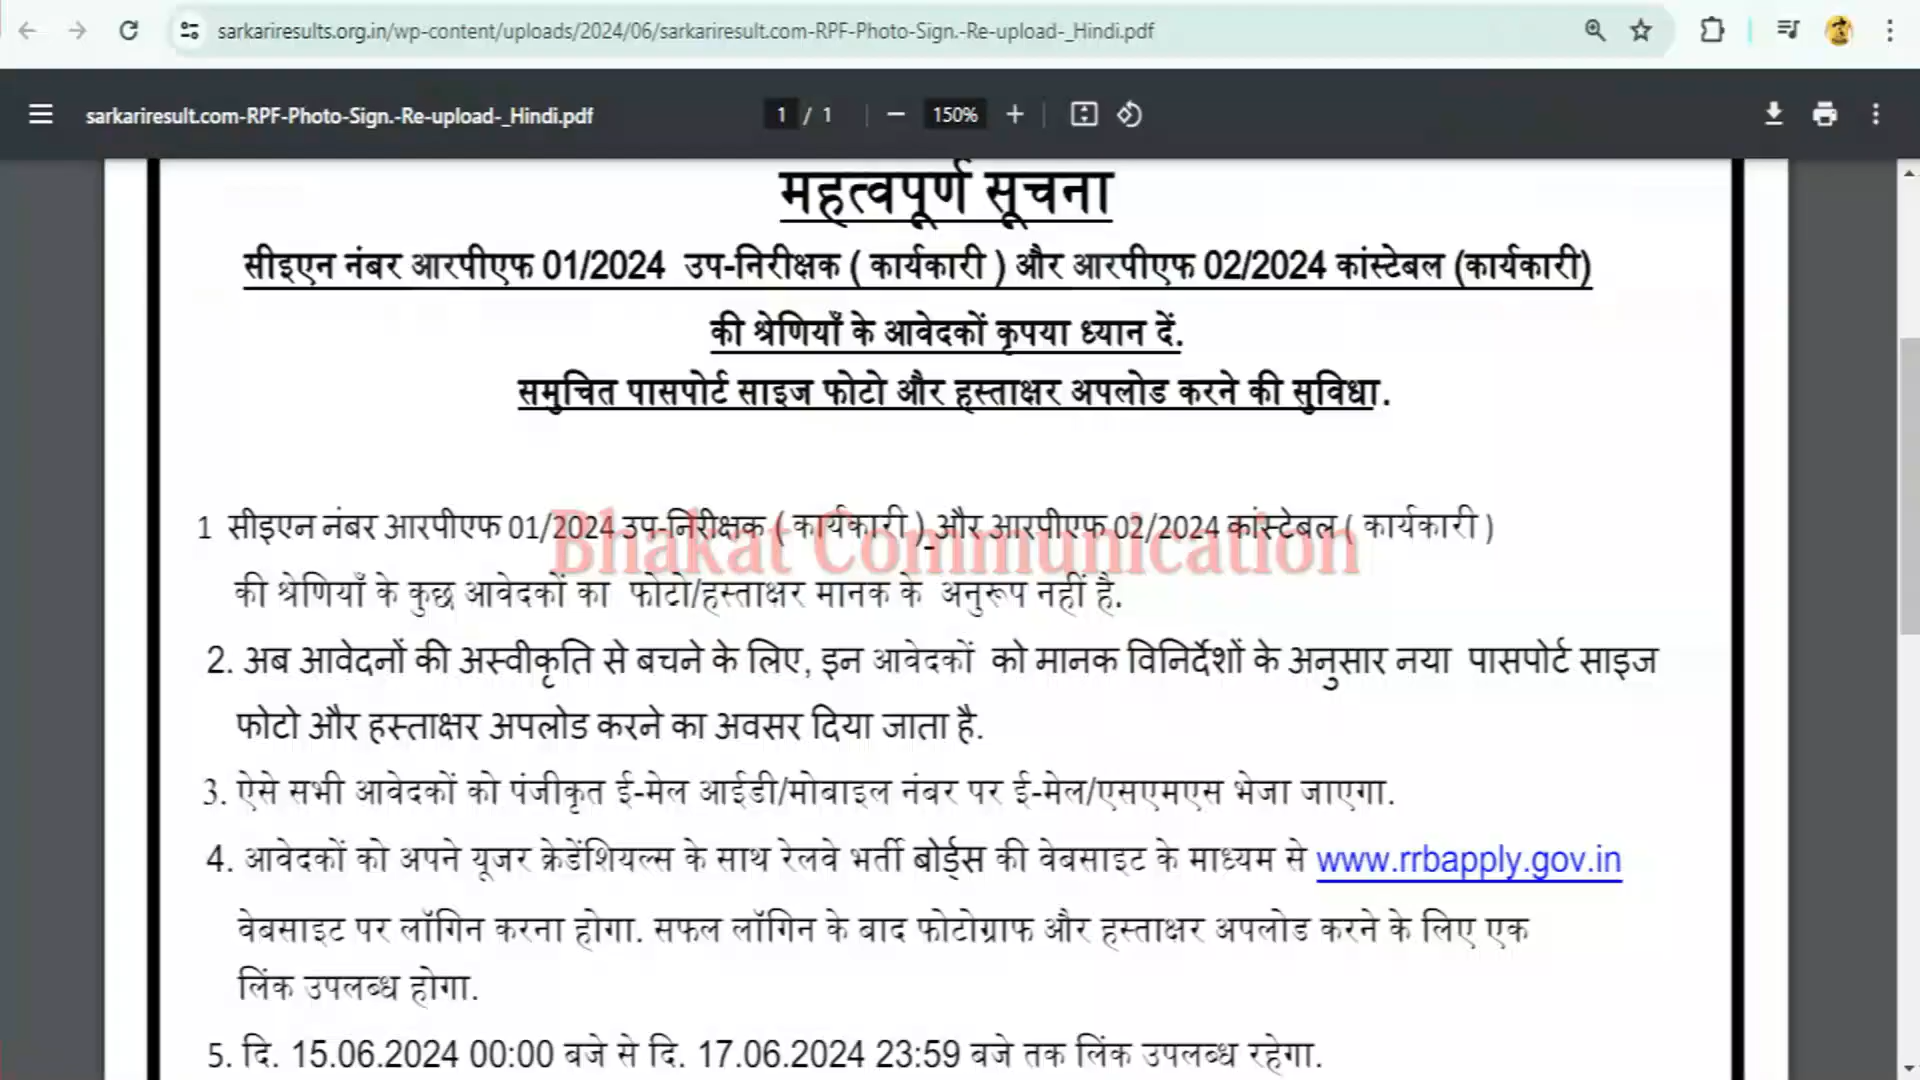 sarkariresults.org.in/wp-content/uploads/2024/06/sarkariresult.com-RPF-Photo-Sign.-Re-upload-_Hindi.pdf
sarkariresult.com-RPF-Photo-Sign.-Re-upload-_Hindi.pdf 1 / 1 150%
महत्वपूर्ण सूचना
सीइएन नंबर आरपीएफ 01/2024 उप-निरीक्षक ( कार्यकारी ) और आरपीएफ 02/2024 कांस्टेबल (कार्यकारी)
की श्रेणियाँ के आवेदकों कृपया ध्यान दें.
समुचित पासपोर्ट साइज फोटो और हस्ताक्षर अपलोड करने की सुविधा.
1 सीइएन नंबर आरपीएफ 01/2024 उप-निरीक्षक ( कार्यकारी ) और आरपीएफ 02/2024 कांस्टेबल ( कार्यकारी )
Bhakat Communication
की श्रेणियाँ के कुछ आवेदकों का फोटो/हस्ताक्षर मानक के अनुरूप नहीं है.
2. अब आवेदनों की अस्वीकृति से बचने के लिए, इन आवेदकों को मानक विनिर्देशों के अनुसार नया पासपोर्ट साइज
फोटो और हस्ताक्षर अपलोड करने का अवसर दिया जाता है.
3. ऐसे सभी आवेदकों को पंजीकृत ई-मेल आईडी/मोबाइल नंबर पर ई-मेल/एसएमएस भेजा जाएगा.
4. आवेदकों को अपने यूजर क्रेडेंशियल्स के साथ रेलवे भर्ती बोर्ड्स की वेबसाइट के माध्यम से www.rrbapply.gov.in
वेबसाइट पर लॉगिन करना होगा. सफल लॉगिन के बाद फोटोग्राफ और हस्ताक्षर अपलोड करने के लिए एक
लिंक उपलब्ध होगा.
5. दि. 15.06.2024 00:00 बजे से दि. 17.06.2024 23:59 बजे तक लिंक उपलब्ध रहेगा.